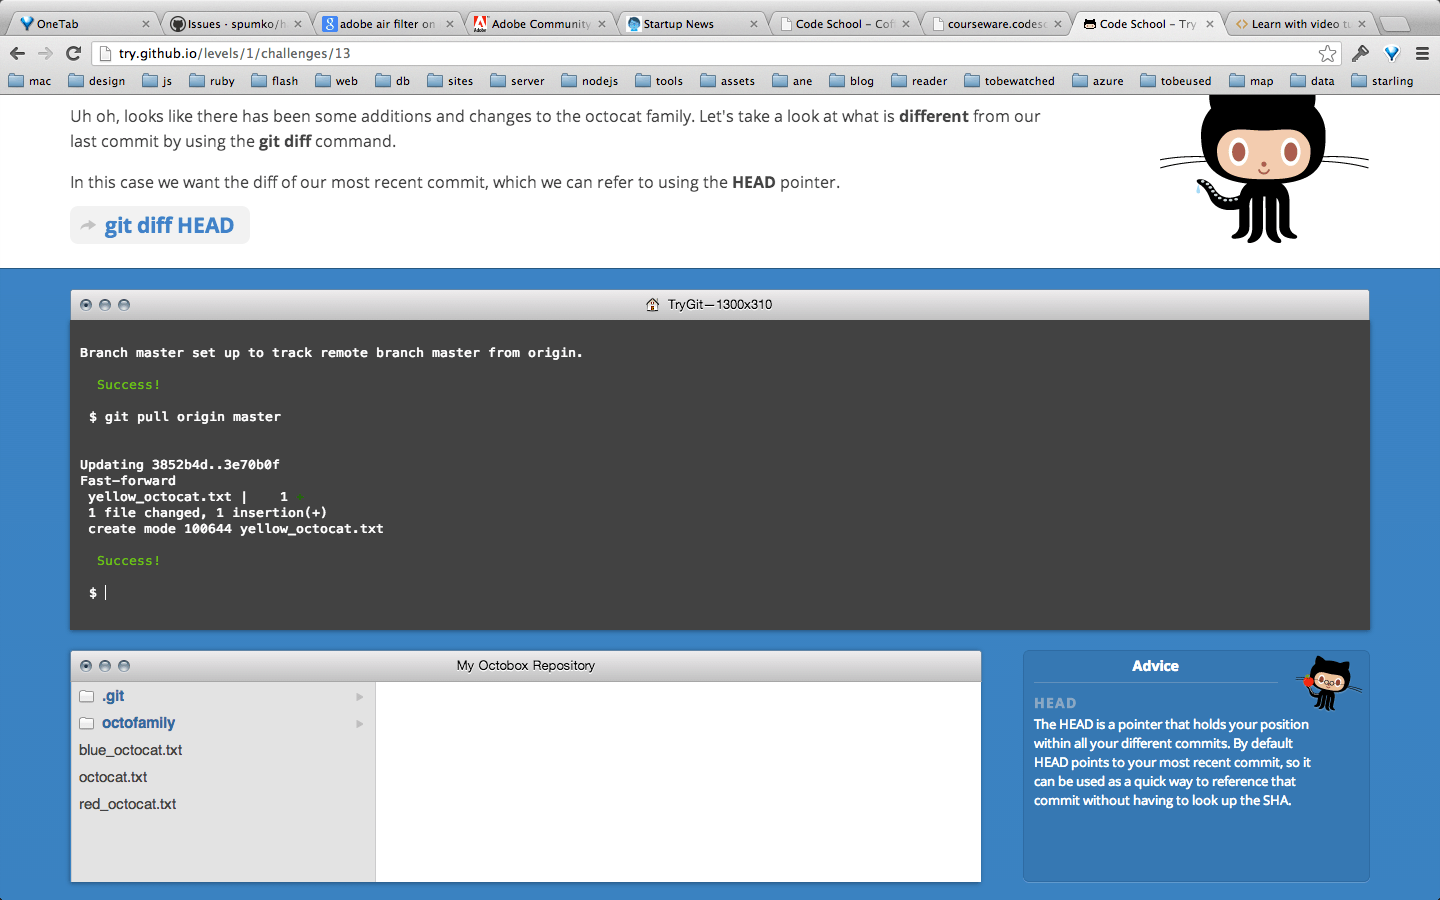 OneTab
Issues · spumko/h
adobe air filter on
Adobe Community
Startup News
Code School – Cof
courseware.codesc
Code School – Try
Learn with video tu
try.github.io/levels/1/challenges/13
mac design js ruby flash web db sites server nodejs tools assets ane blog reader tobewatched azure tobeused map data starling
Uh oh, looks like there has been some additions and changes to the octocat family. Let's take a look at what is different from our
last commit by using the git diff command.
In this case we want the diff of our most recent commit, which we can refer to using the HEAD pointer.
git diff HEAD
TryGit—1300x310
Branch master set up to track remote branch master from origin.
Success!
$ git pull origin master
Updating 3852b4d..3e70b0f
Fast-forward
yellow_octocat.txt | 1 +
1 file changed, 1 insertion(+)
create mode 100644 yellow_octocat.txt
Success!
$
My Octobox Repository
.git
octofamily
blue_octocat.txt
octocat.txt
red_octocat.txt
Advice
HEAD
The HEAD is a pointer that holds your position
within all your different commits. By default
HEAD points to your most recent commit, so it
can be used as a quick way to reference that
commit without having to look up the SHA.